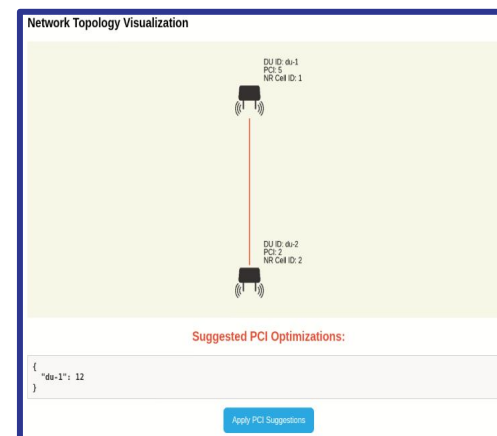 Network Topology Visualization
DU ID: du-1
PCI: 5
NR Cell ID: 1
DU ID: du-2
PCI: 2
NR Cell ID: 2
Suggested PCI Optimizations:
{
"du-1": 12
}
Apply PCI Suggestions